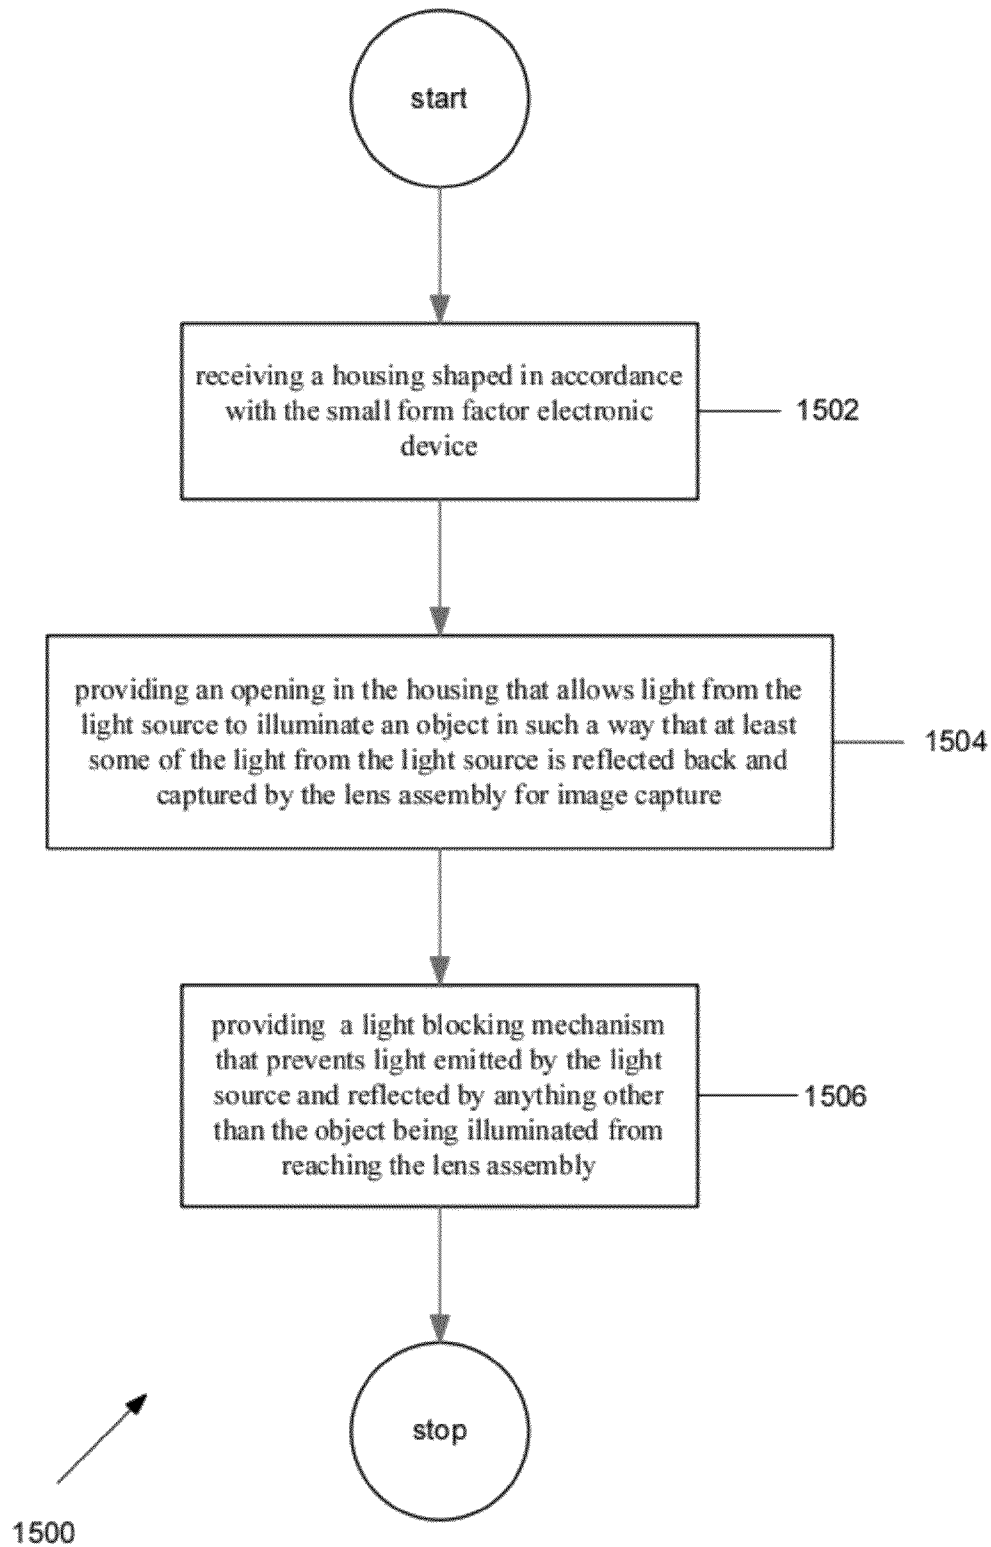 start
receiving a housing shaped in accordance
with the small form factor electronic
device
1502
providing an opening in the housing that allows light from the
light source to illuminate an object in such a way that at least
some of the light from the light source is reflected back and
captured by the lens assembly for image capture
1504
providing a light blocking mechanism
that prevents light emitted by the light
source and reflected by anything other
than the object being illuminated from
reaching the lens assembly
1506
stop
1500